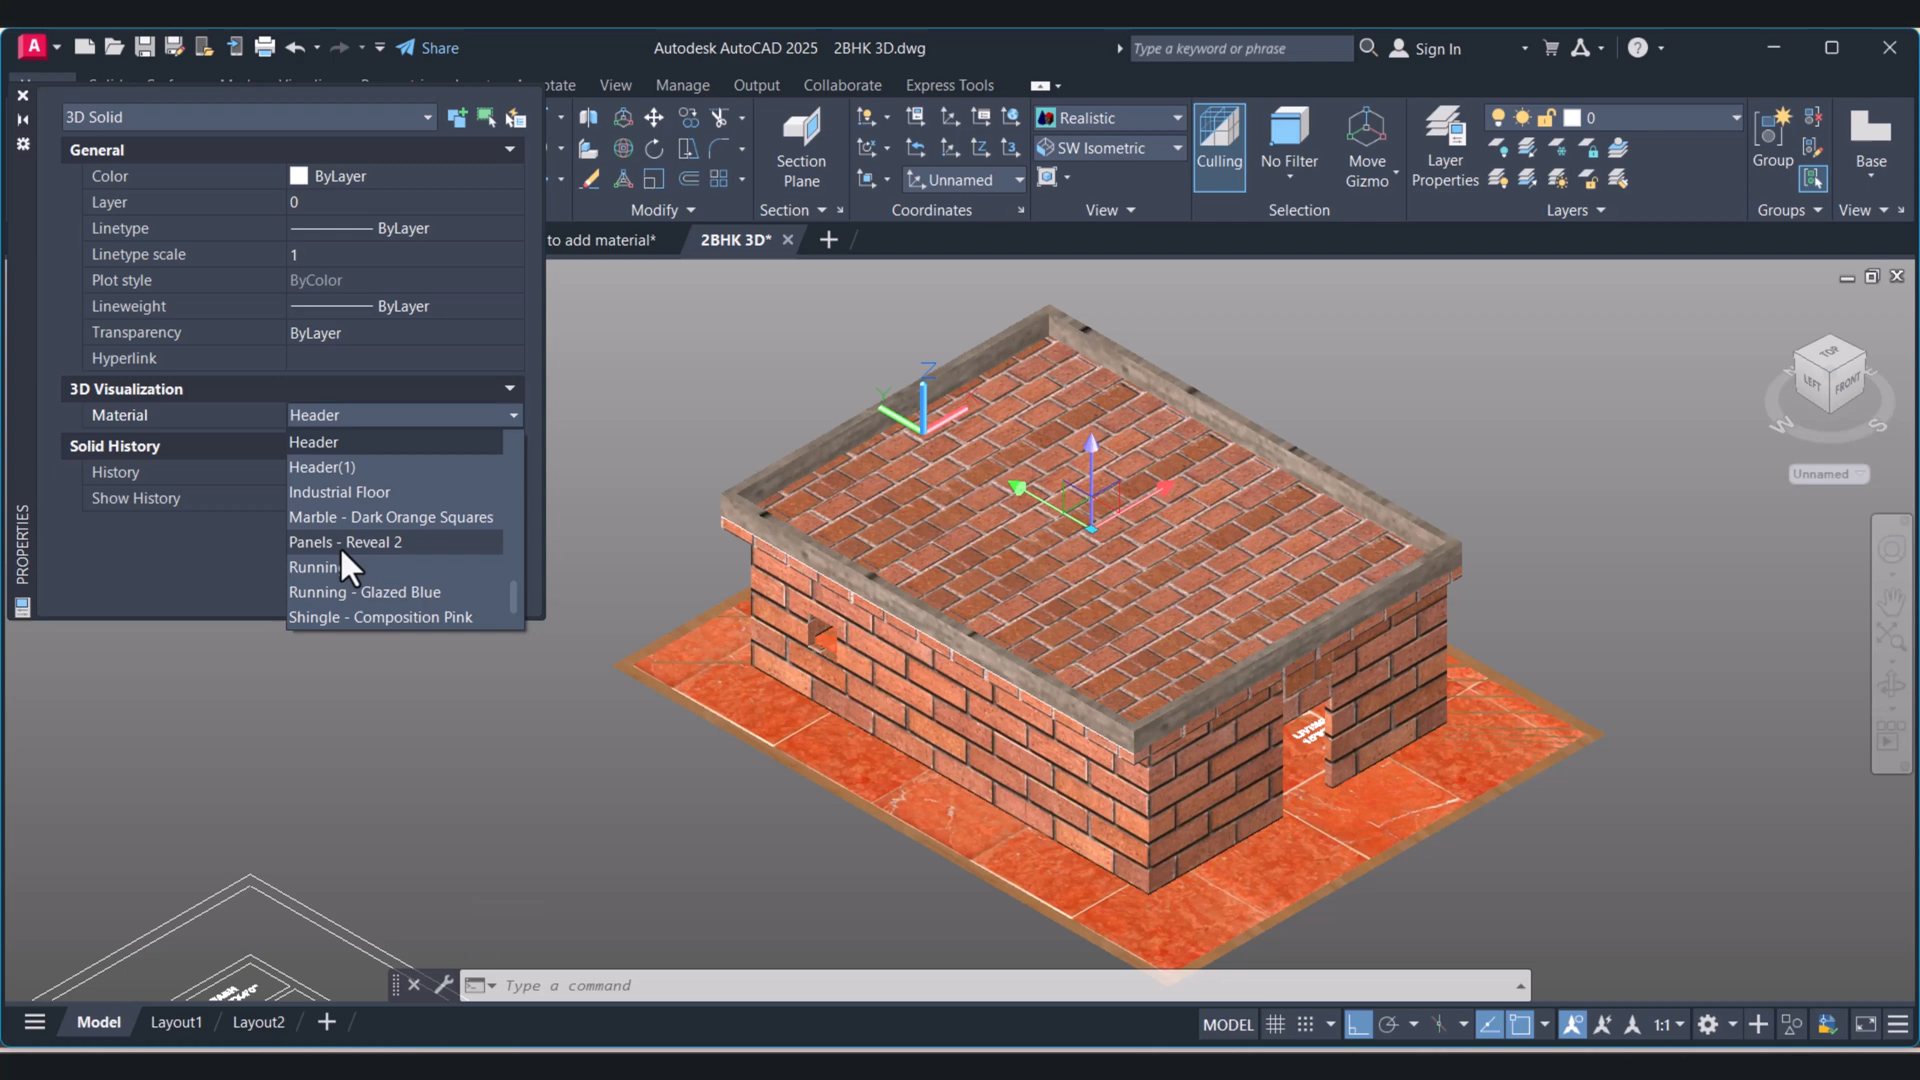 A Share Autodesk AutoCAD 2025 2BHK 3D.dwg Type a keyword or phrase Sign In
otate View Manage Output Collaborate Express Tools
3D Solid
General
Color ByLayer
Layer 0
Linetype ByLayer
Linetype scale 1
Plot style ByColor
Lineweight ByLayer
Transparency ByLayer
Hyperlink
3D Visualization
Material Header
Solid History
History
Show History
Header
Header(1)
Industrial Floor
Marble - Dark Orange Squares
Panels - Reveal 2
Runnin
Running - Glazed Blue
Shingle - Composition Pink
PROPERTIES
Modify
Section Plane
Section
Unnamed
Coordinates
Realistic
SW Isometric
View
Culling
No Filter
Move Gizmo
Selection
Layer Properties
0
Layers
Group
Groups
Base
View
to add material* 2BHK 3D*
Z
Y
TOP
LEFT FRONT
W S
Unnamed
Type a command
Model Layout1 Layout2
MODEL 1:1